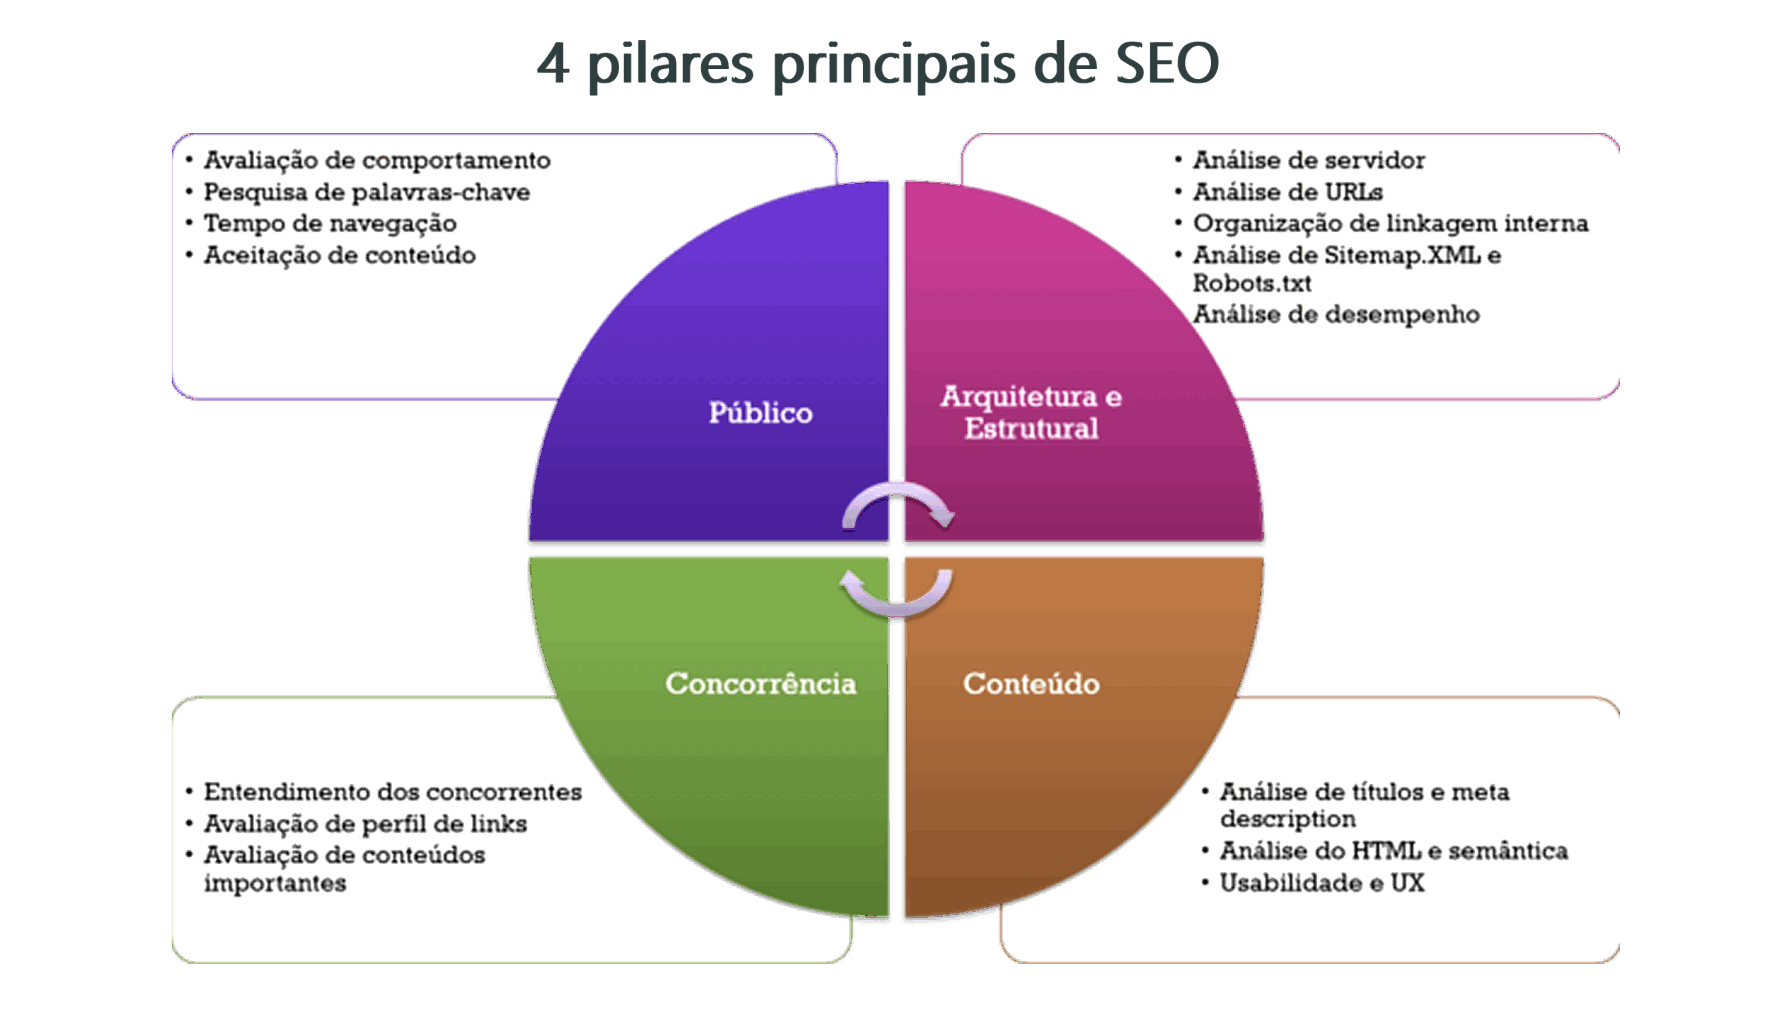 4 pilares principais de SEO
• Avaliação de comportamento
• Pesquisa de palavras-chave
• Tempo de navegação
• Aceitação de conteúdo
• Análise de servidor
• Análise de URLs
• Organização de linkagem interna
• Análise de Sitemap.XML e
Robots.txt
Análise de desempenho
Público
Arquitetura e
Estrutural
Concorrência
Conteúdo
• Entendimento dos concorrentes
• Avaliação de perfil de links
• Avaliação de conteúdos
importantes
• Análise de títulos e meta
description
• Análise do HTML e semântica
• Usabilidade e UX